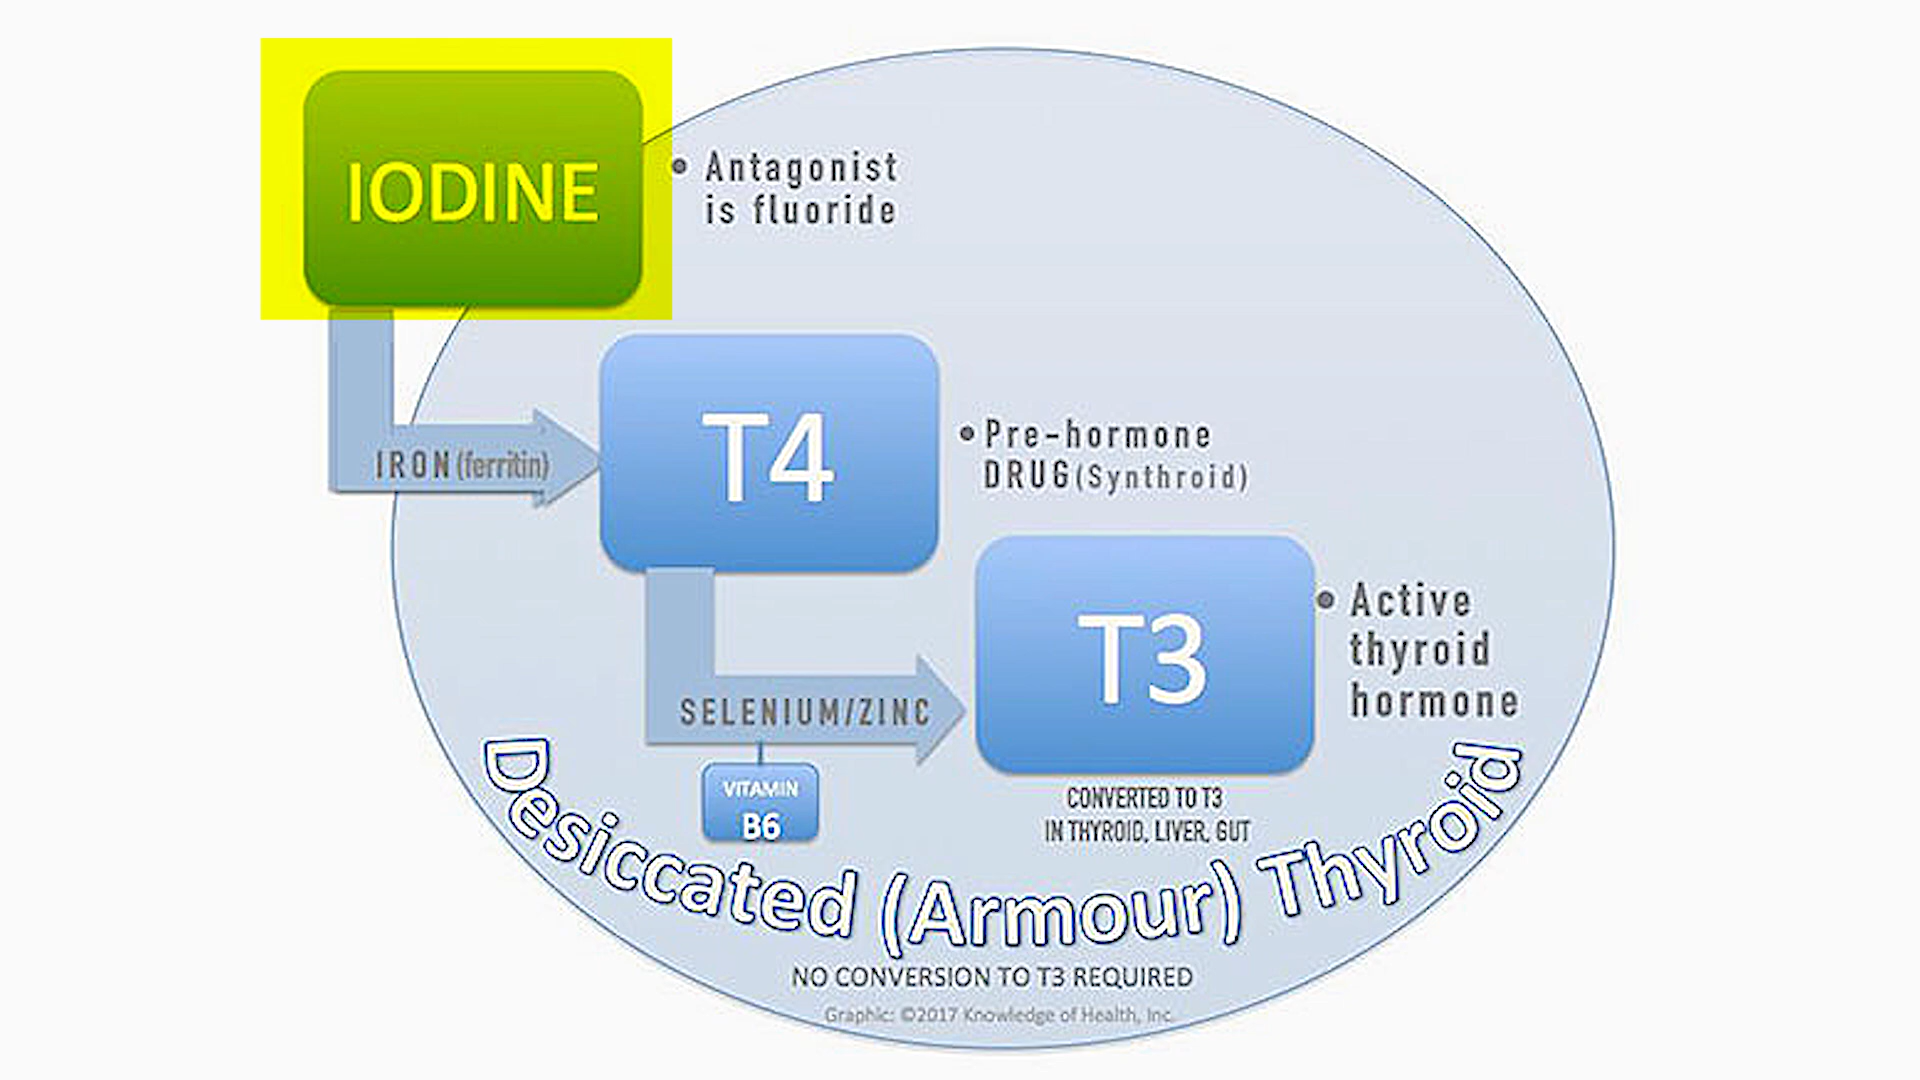 IODINE
• Antagonist
is fluoride
IRON (ferritin)
T4
• Pre-hormone
DRUG (Synthroid)
SELENIUM/ZINC
VITAMIN
B6
T3
• Active
thyroid
hormone
CONVERTED TO T3
IN THYROID, LIVER, GUT
Desiccated (Armour) Thyroid
NO CONVERSION TO T3 REQUIRED
Graphic: ©2017 Knowledge of Health, Inc.